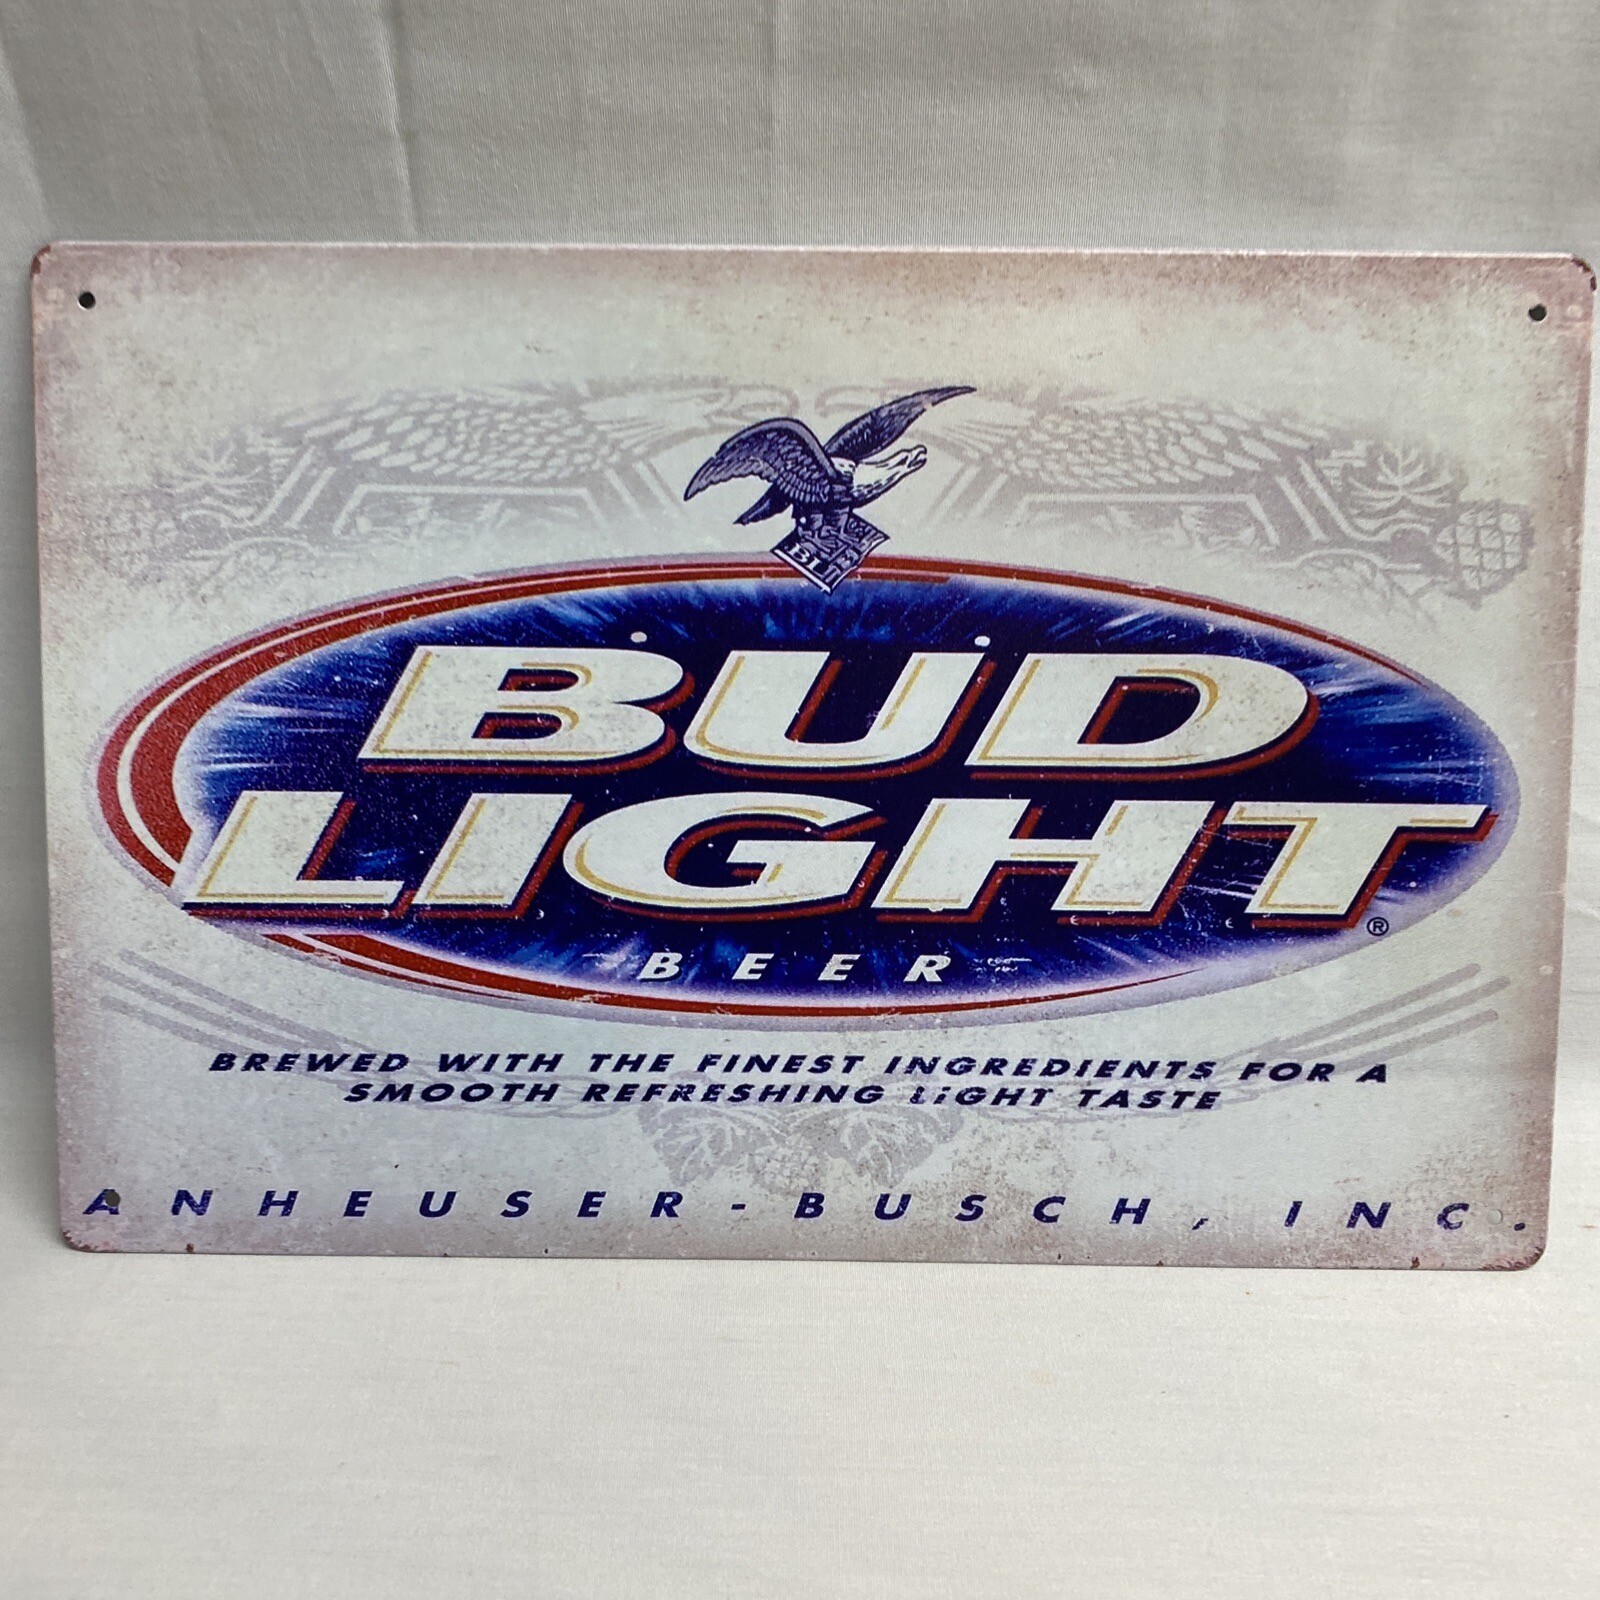 BUD
LIGHT
®
BEER
BREWED WITH THE FINEST INGREDIENTS FOR A
SMOOTH REFRESHING LIGHT TASTE
ANHEUSER-BUSCH, INC.